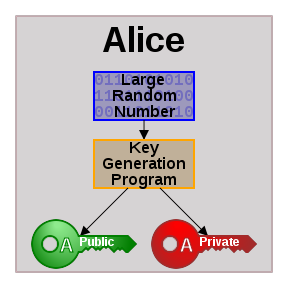 Alice
Large
Random
Number
Key
Generation
Program
A Public
A Private